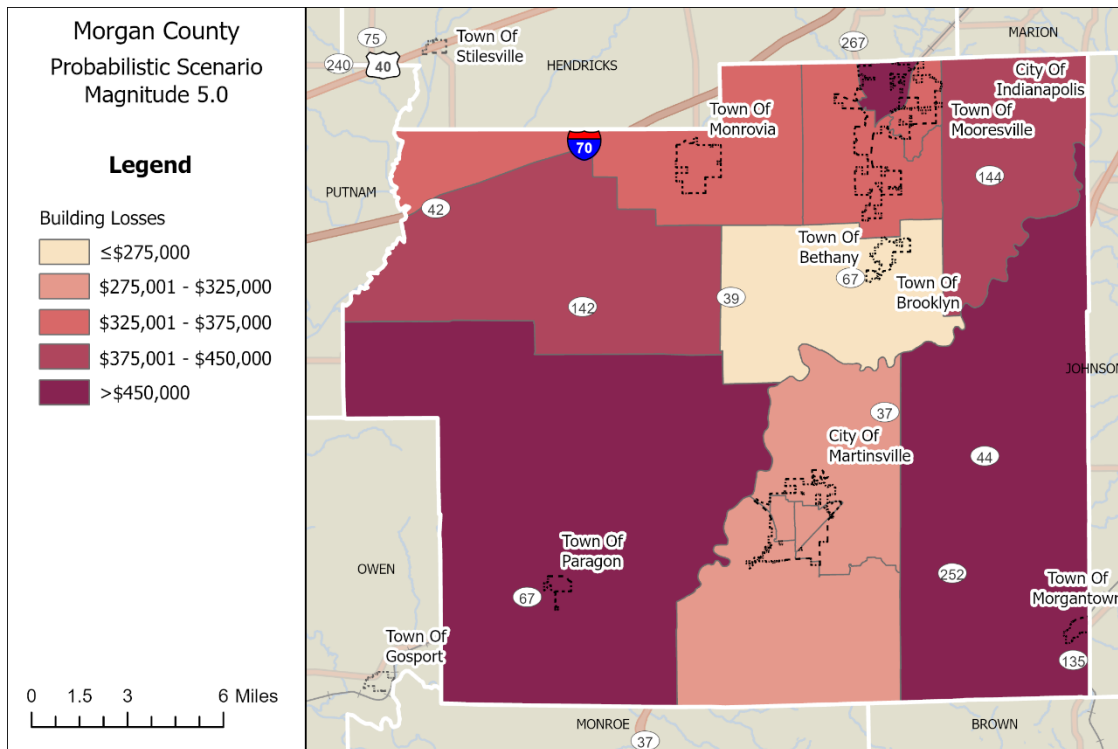 Morgan County
Probabilistic Scenario
Magnitude 5.0
Legend
Building Losses
≤$275,000
$275,001 - $325,000
$325,001 - $375,000
$375,001 - $450,000
>$450,000
0 1.5 3 6 Miles
75
240
40
Town Of
Stilesville
HENDRICKS
267
MARION
City Of
Indianapolis
Town Of
Monrovia
Town Of
Mooresville
70
144
PUTNAM
42
Town Of
Bethany
67
Town Of
Brooklyn
39
142
JOHNSON
37
City Of
Martinsville
44
Town Of
Paragon
OWEN
67
252
Town Of
Morgantown
Town Of
Gosport
135
MONROE
BROWN
37